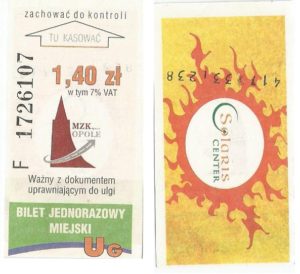 zachować do kontroli
TU KASOWAĆ
1,40 zł
w tym 7% VAT
F 1726107
MZK
OPOLE
Ważny z dokumentem
uprawniającym do ulgi
BILET JEDNORAZOWY
MIEJSKI
UG
Solaris
CENTER